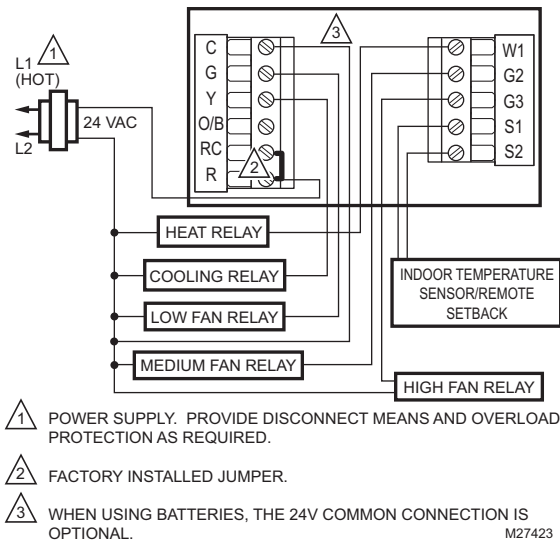 1
L1
(HOT)
L2
24 VAC
C
G
Y
O/B
RC
R
2
3
W1
G2
G3
S1
S2
HEAT RELAY
COOLING RELAY
LOW FAN RELAY
MEDIUM FAN RELAY
INDOOR TEMPERATURE
SENSOR/REMOTE
SETBACK
HIGH FAN RELAY
1 POWER SUPPLY. PROVIDE DISCONNECT MEANS AND OVERLOAD
PROTECTION AS REQUIRED.
2 FACTORY INSTALLED JUMPER.
3 WHEN USING BATTERIES, THE 24V COMMON CONNECTION IS
OPTIONAL.
M27423